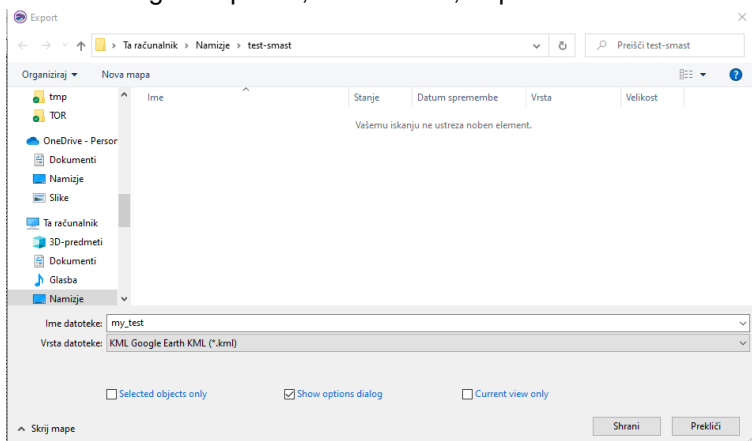 Export
Ta računalnik › Namizje › test-smast
Preišči test-smast
Organiziraj
Nova mapa
Ime
Stanje
Datum spremembe
Vrsta
Velikost
Vašemu iskanju ne ustreza noben element.
tmp
TOR
OneDrive - Person
Dokumenti
Namizje
Slike
Ta računalnik
3D-predmeti
Dokumenti
Glasba
Namizje
Ime datoteke: my_test
Vrsta datoteke: KML Google Earth KML (*.kml)
Selected objects only
Show options dialog
Current view only
Skrij mape
Shrani
Prekliči